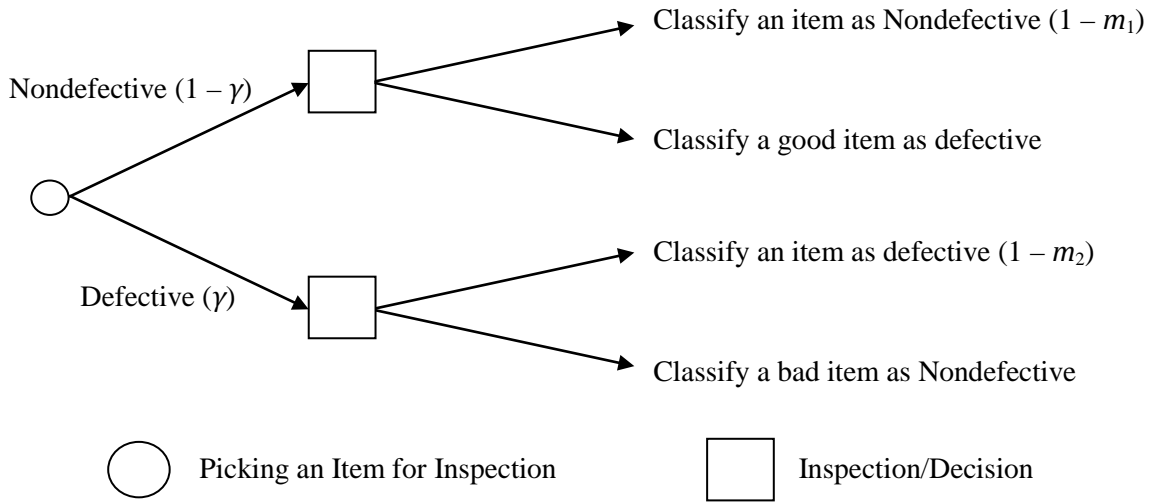 Classify an item as Nondefective (1 – m₁)
Nondefective (1 – γ)
Classify a good item as defective
Classify an item as defective (1 – m₂)
Defective (γ)
Classify a bad item as Nondefective
Picking an Item for Inspection
Inspection/Decision